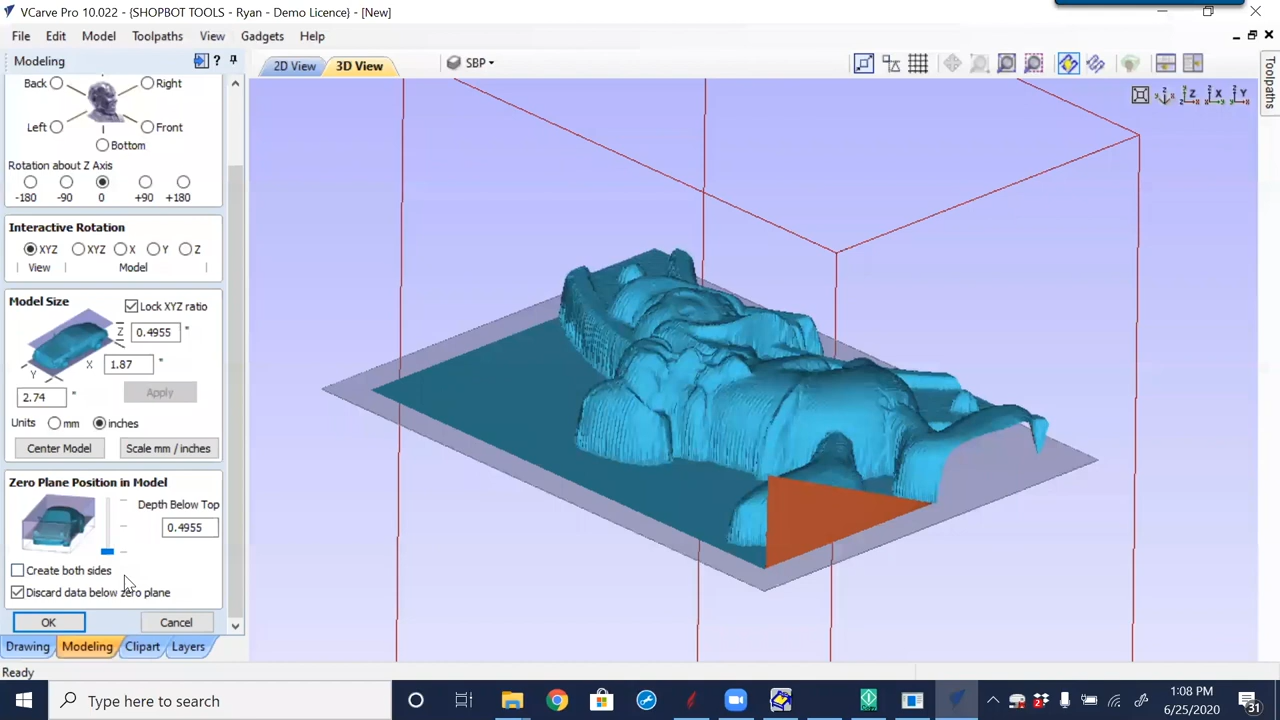 VCarve Pro 10.022 - {SHOPBOT TOOLS - Ryan - Demo Licence} - [New]
File Edit Model Toolpaths View Gadgets Help
Modeling ?
2D View 3D View SBP
Toolpaths
Z X Y
Back Right
Left Front
Bottom
Rotation about Z Axis
-180 -90 0 +90 +180
Interactive Rotation
XYZ XYZ X Y Z
View | Model |
Model Size
Lock XYZ ratio
Z 0.4955 "
X 1.87 "
Y
2.74 "
Apply
Units mm inches
Center Model Scale mm / inches
Zero Plane Position in Model
Depth Below Top
0.4955
Create both sides
Discard data below zero plane
OK Cancel
Drawing Modeling Clipart Layers
Ready
Type here to search
1:08 PM
6/25/2020
31